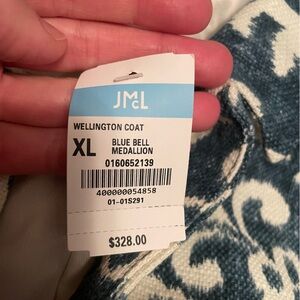 JMCL
WELLINGTON COAT
XL BLUE BELL
MEDALLION
0160652139
400000054858
01-01S291
$328.00